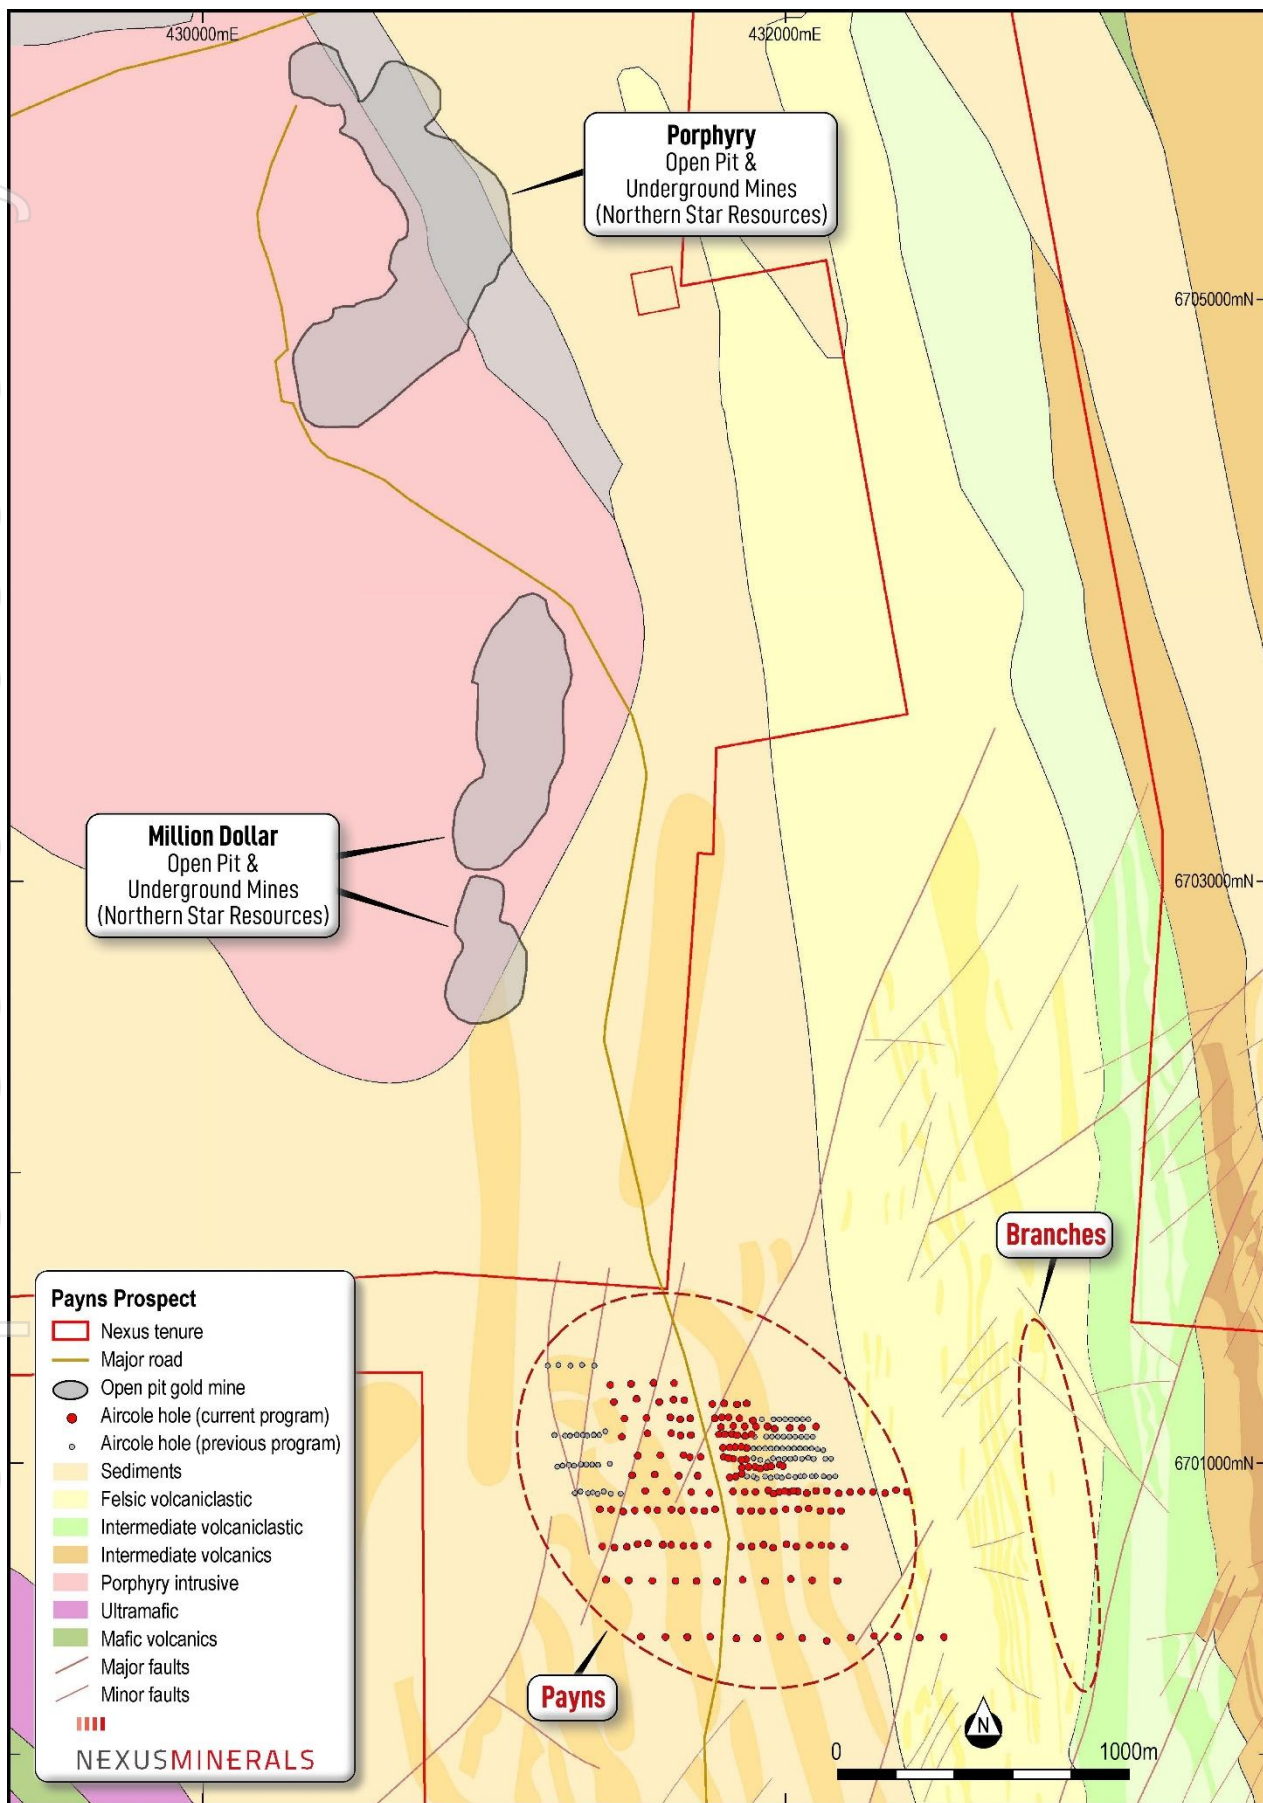 430000mE
432000mE
Porphyry
Open Pit &
Underground Mines
(Northern Star Resources)
6705000mN
Million Dollar
Open Pit &
Underground Mines
(Northern Star Resources)
6703000mN
Branches
Payns Prospect
Nexus tenure
Major road
Open pit gold mine
Aircole hole (current program)
Aircole hole (previous program)
Sediments
Felsic volcaniclastic
Intermediate volcaniclastic
Intermediate volcanics
Porphyry intrusive
Ultramafic
Mafic volcanics
Major faults
Minor faults
NEXUSMINERALS
6701000mN
Payns
N
0 1000m